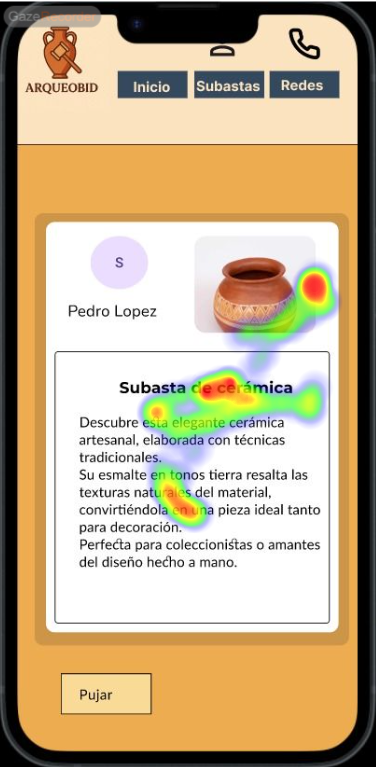 GazeRecorder
ARQUEOBID
Inicio
Subastas
Redes
S
Pedro Lopez
Subasta de cerámica
Descubre esta elegante cerámica
artesanal, elaborada con técnicas
tradicionales.
Su esmalte en tonos tierra resalta las
texturas naturales del material,
convirtiéndola en una pieza ideal tanto
para decoración.
Perfecta para coleccionistas o amantes
del diseño hecho a mano.
Pujar